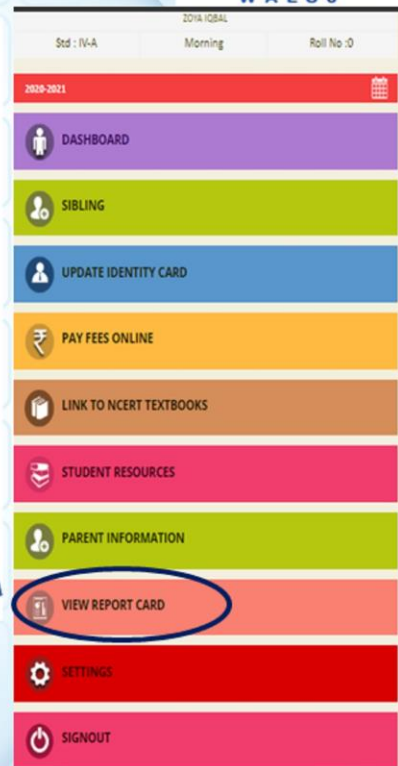 ZOYA IQBAL
Std : IV-A Morning Roll No :0
2020-2021
DASHBOARD
SIBLING
UPDATE IDENTITY CARD
PAY FEES ONLINE
LINK TO NCERT TEXTBOOKS
STUDENT RESOURCES
PARENT INFORMATION
VIEW REPORT CARD
SETTINGS
SIGNOUT